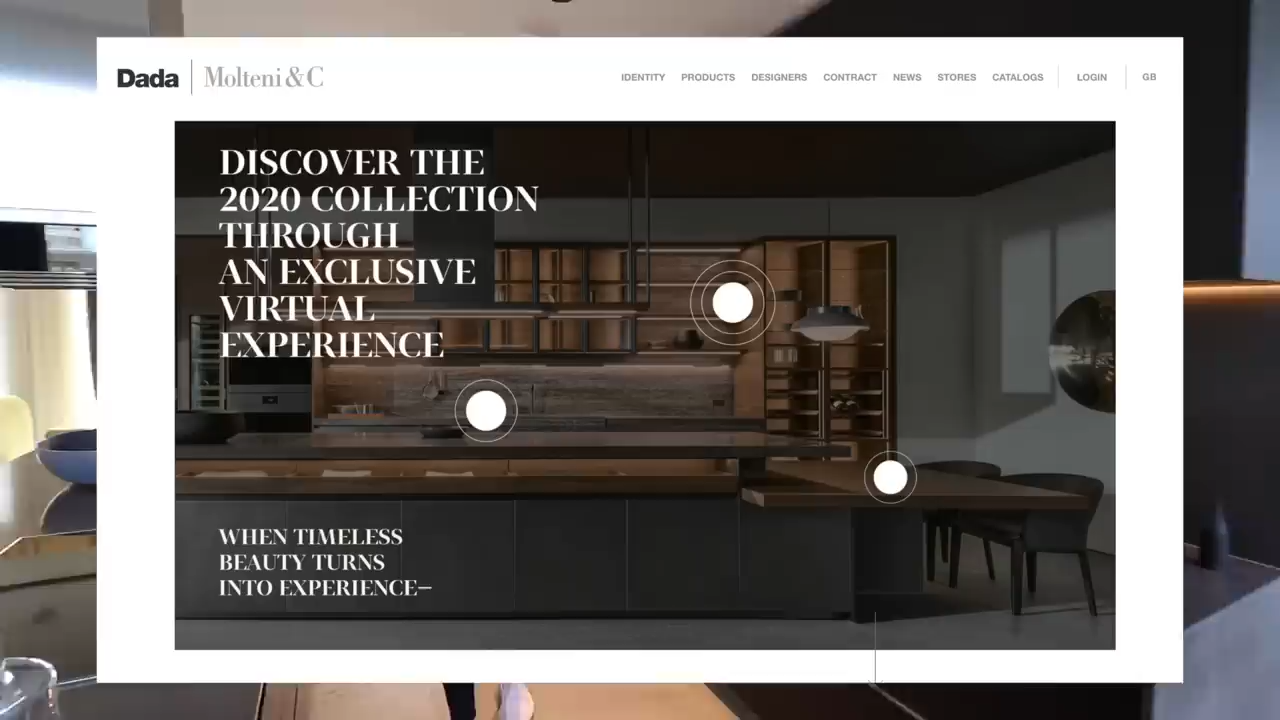 Dada | Molteni & C
IDENTITY PRODUCTS DESIGNERS CONTRACT NEWS STORES CATALOGS LOGIN GB
DISCOVER THE
2020 COLLECTION
THROUGH
AN EXCLUSIVE
VIRTUAL
EXPERIENCE
WHEN TIMELESS
BEAUTY TURNS
INTO EXPERIENCE—